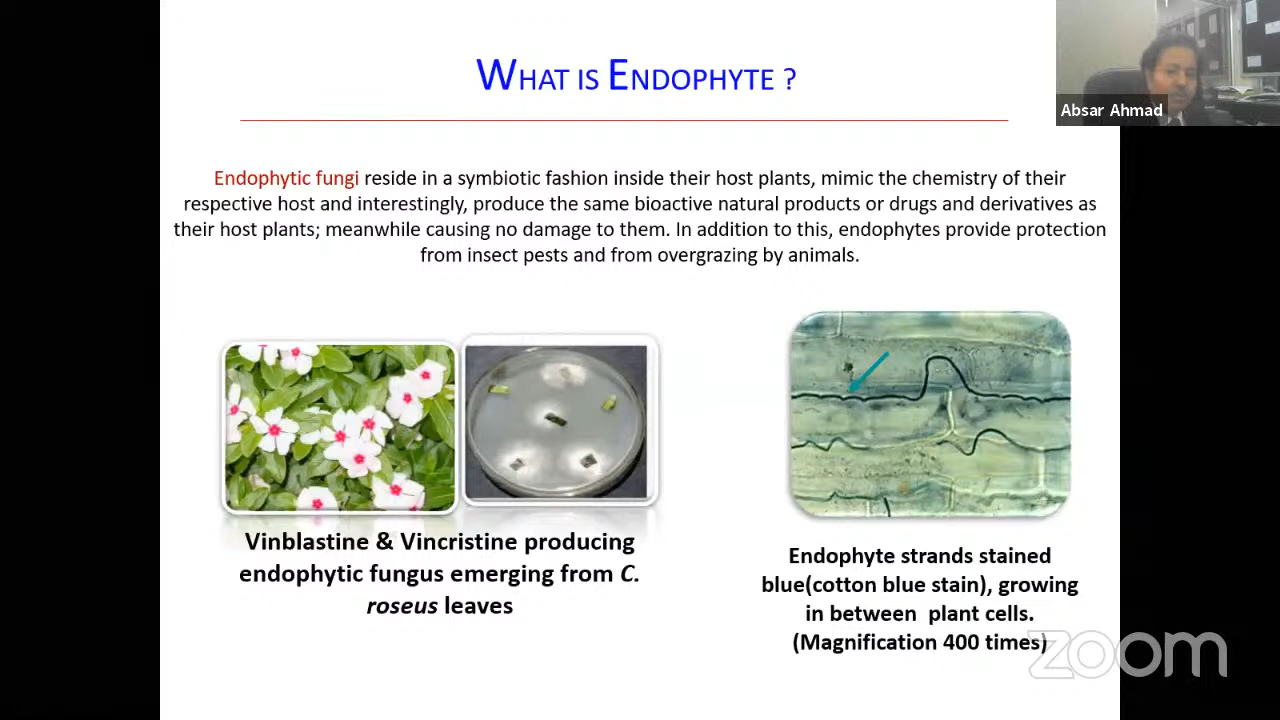 WHAT IS ENDOPHYTE ?
Absar Ahmad
Endophytic fungi reside in a symbiotic fashion inside their host plants, mimic the chemistry of their
respective host and interestingly, produce the same bioactive natural products or drugs and derivatives as
their host plants; meanwhile causing no damage to them. In addition to this, endophytes provide protection
from insect pests and from overgrazing by animals.
Vinblastine & Vincristine producing
endophytic fungus emerging from C.
roseus leaves
Endophyte strands stained
blue(cotton blue stain), growing
in between plant cells.
(Magnification 400 times)
zoom